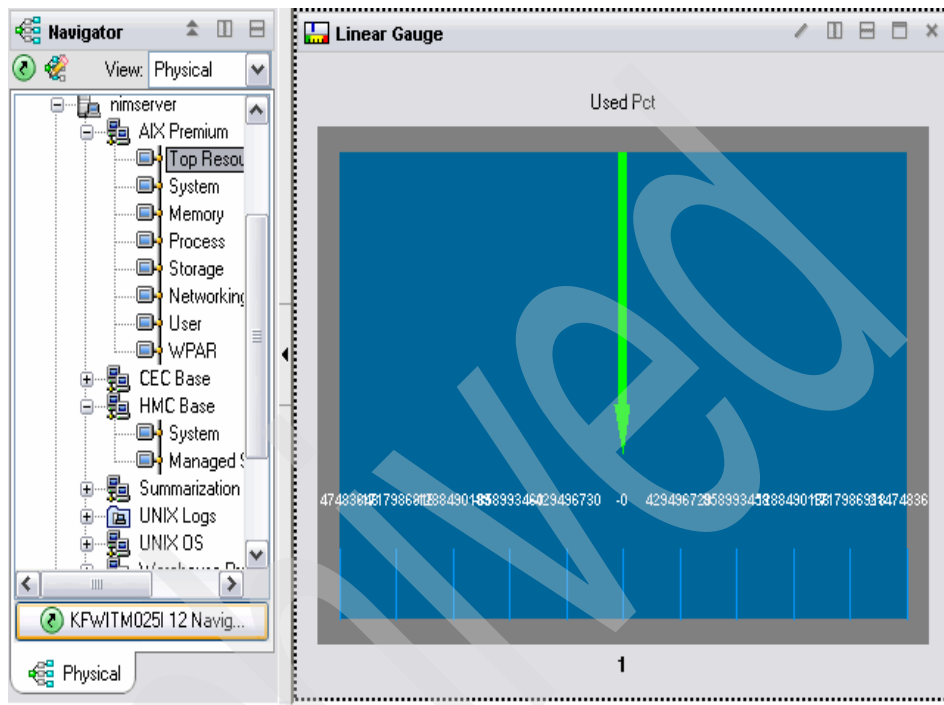 Navigator
View: Physical
nimserver
AIX Premium
Top Resou
System
Memory
Process
Storage
Networking
User
WPAR
CEC Base
HMC Base
System
Managed S
Summarization
UNIX Logs
UNIX OS
KFWITM025I 12 Navig...
Physical
Linear Gauge
Used Pct
-0
1